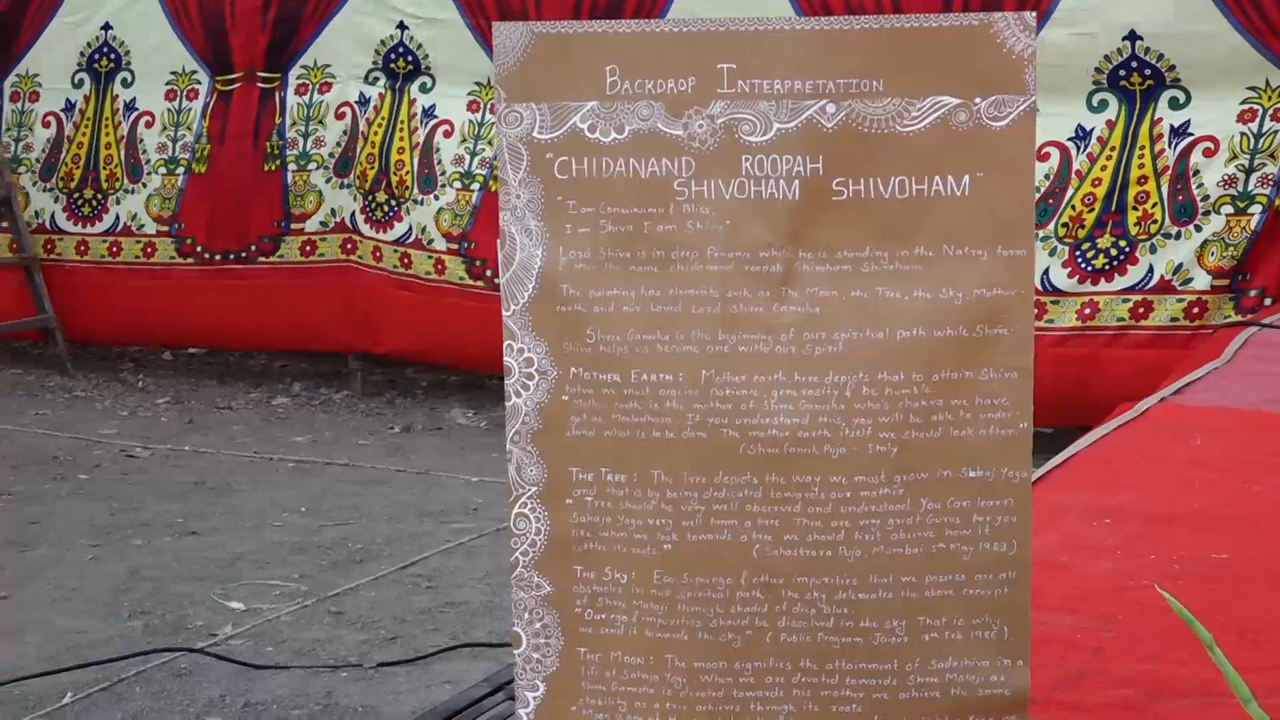 BACKDROP INTERPRETATION
"CHIDANAND ROOPAH
SHIVOHAM SHIVOHAM"
"I am Bliss,
I am Shiva I am Shiva"
Lord Shiva is in deep Penance while he is standing in the Natraj form
the name chidanand roopah Shivoham Shivoham
The painting has elements such as The Moon, the Tree, the Sky, Mother
earth and our Loved Lord Shree Ganesha
Shree Ganesha is the beginning of our spiritual path while Shree
Shiva helps us become one with our Spirit.
MOTHER EARTH: Mother earth here depicts that to attain Shiva
tatva we must acquire patience, generosity & be humble
"Mother earth is the mother of Shree Ganesha who's chakra we have
got as Mooladhara. If you understand this, you will be able to under-
stand what is to be done. The mother earth itself we should look after."
(Shree Ganesh Puja - Italy
THE TREE: The Tree depicts the way we must grow in Sahaj Yoga
and that is by being dedicated towards our mother
"Tree should be very well observed and understood. You Can learn
Sahaja Yoga very well from a tree. They are very great Gurus for you
like, when we look towards a tree we should first observe how it
settles its roots." (Sahastrara Puja, Mumbai 5th May 1983)
THE SKY: Ego, Superego & other impurities that we possess are all
obstacles in our spiritual path. The sky delineates the above
of Shree Mataji through shades of deep blue.
"Our ego & impurities should be dissolved in the sky. That is why
we send it towards the sky" (Public Program - Jaipur Feb 1986).
THE MOON: The moon signifies the attainment of Sadashiva in a
life of Sahaja Yogi. When we are devoted towards Shree Mataji as
Shree Ganesha is devoted towards his mother we achieve the same
stability as a tree achieves through its roots
"Moon